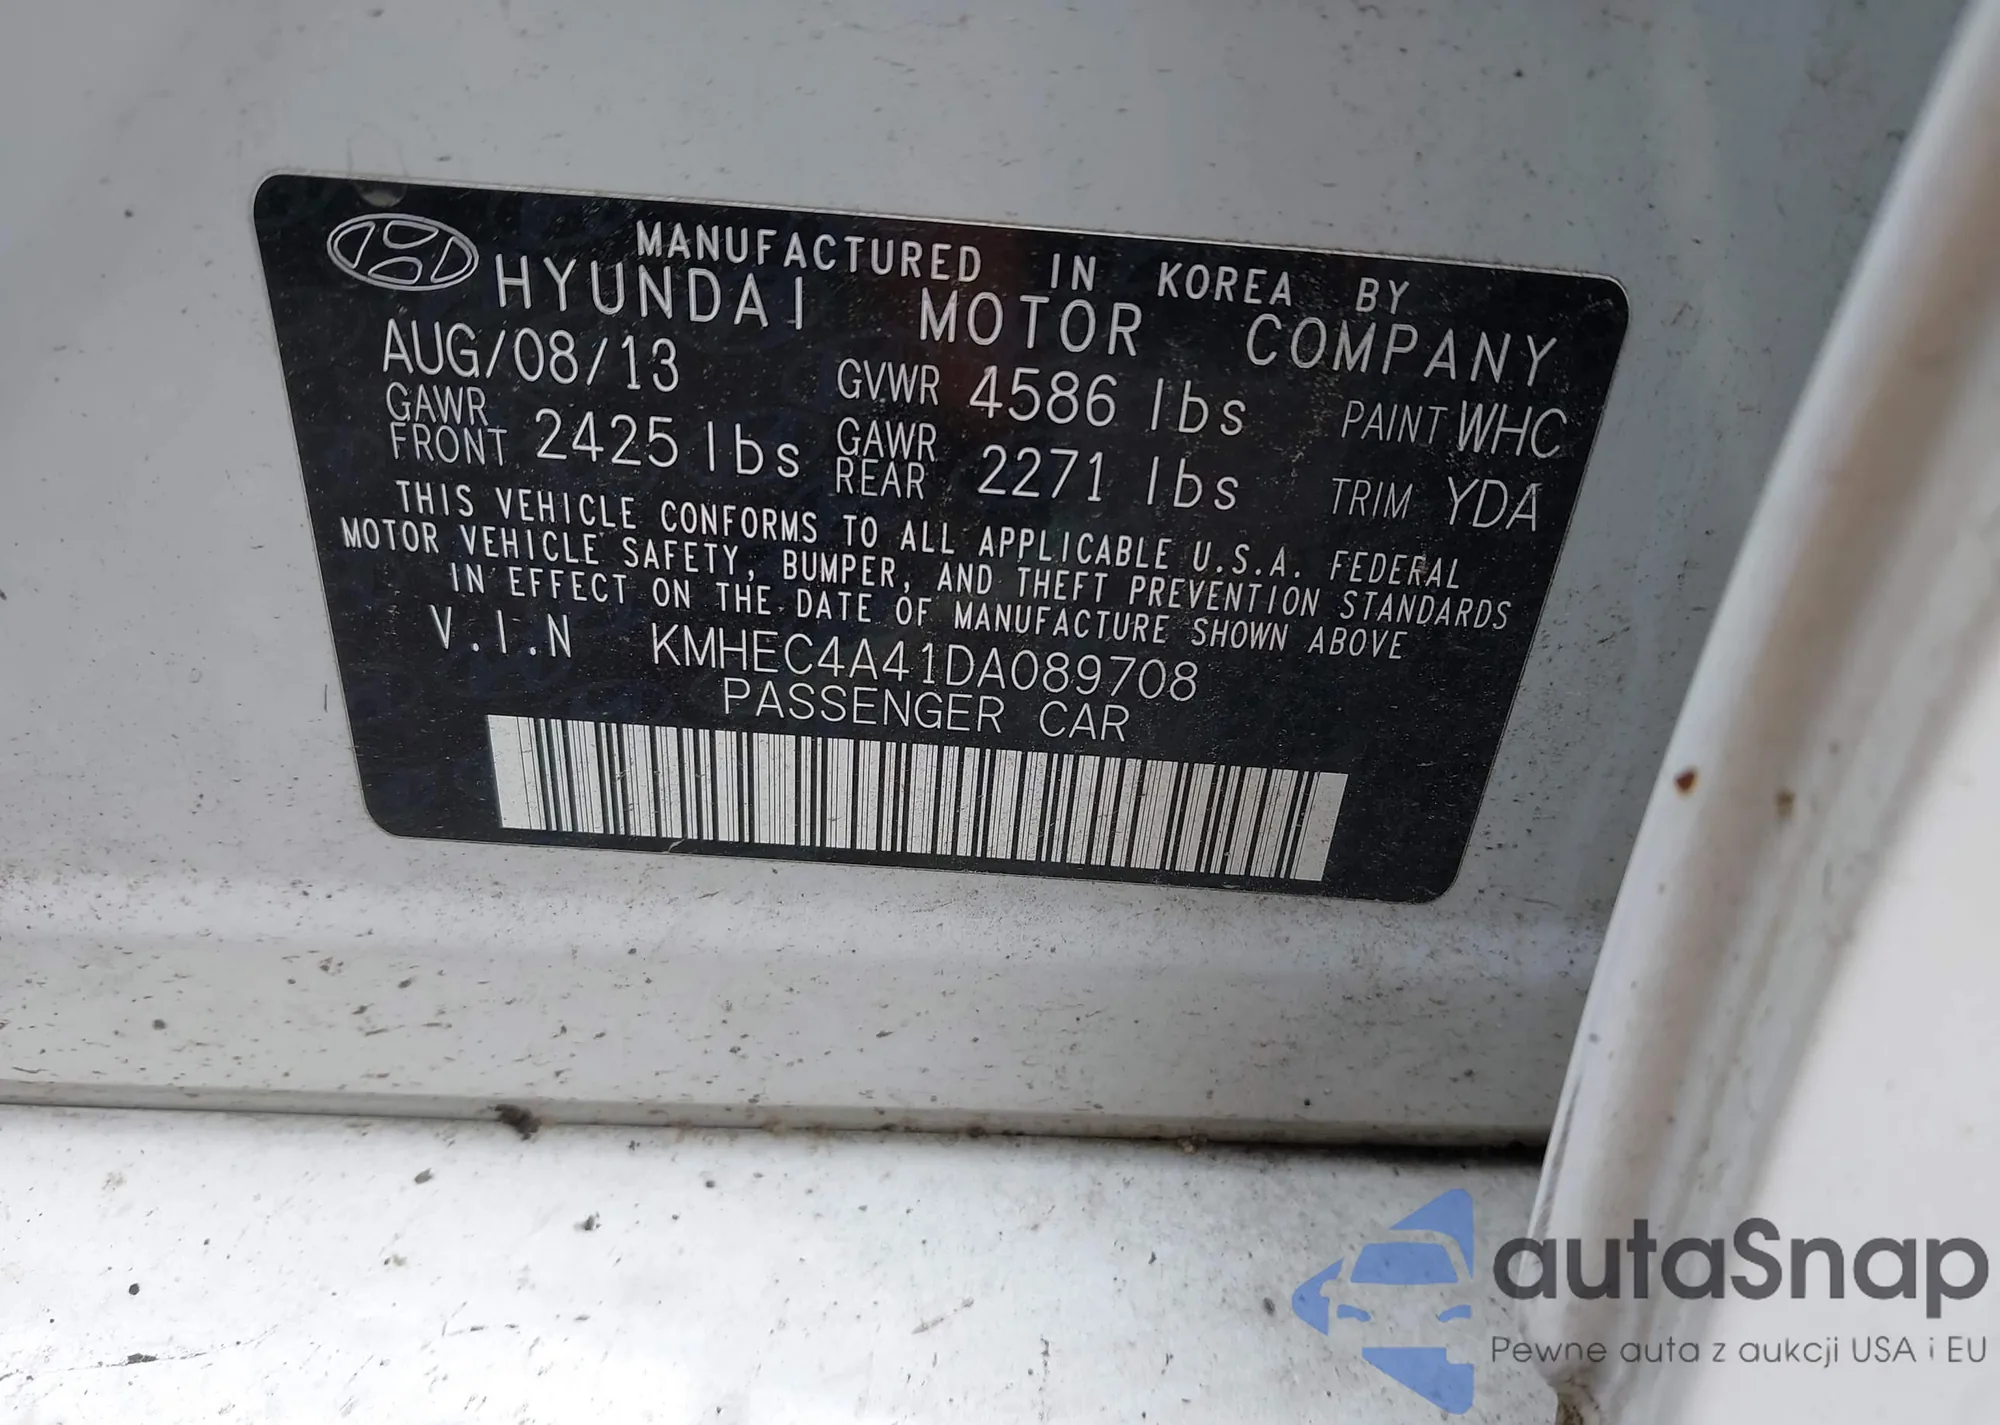 MANUFACTURED IN KOREA BY
HYUNDAI MOTOR COMPANY
AUG/08/13 GVWR 4586 lbs PAINT WHC
GAWR FRONT 2425 lbs GAWR REAR 2271 lbs TRIM YDA
THIS VEHICLE CONFORMS TO ALL APPLICABLE U.S.A. FEDERAL
MOTOR VEHICLE SAFETY, BUMPER, AND THEFT PREVENTION STANDARDS
IN EFFECT ON THE DATE OF MANUFACTURE SHOWN ABOVE
V.I.N KMHEC4A41DA089708
PASSENGER CAR
autaSnap
Pewne auta z aukcji USA i EU